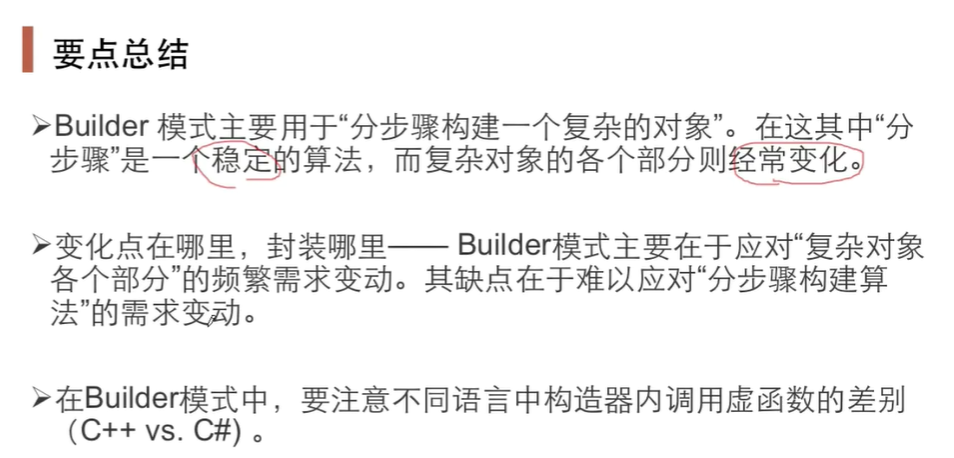 要点总结
➢Builder 模式主要用于“分步骤构建一个复杂的对象”。在这其中“分
步骤”是一个稳定的算法，而复杂对象的各个部分则经常变化。
➢变化点在哪里，封装哪里—— Builder模式主要在于应对“复杂对象
各个部分”的频繁需求变动。其缺点在于难以应对“分步骤构建算
法”的需求变动。
➢在Builder模式中，要注意不同语言中构造器内调用虚函数的差别
（C++ vs. C#) 。